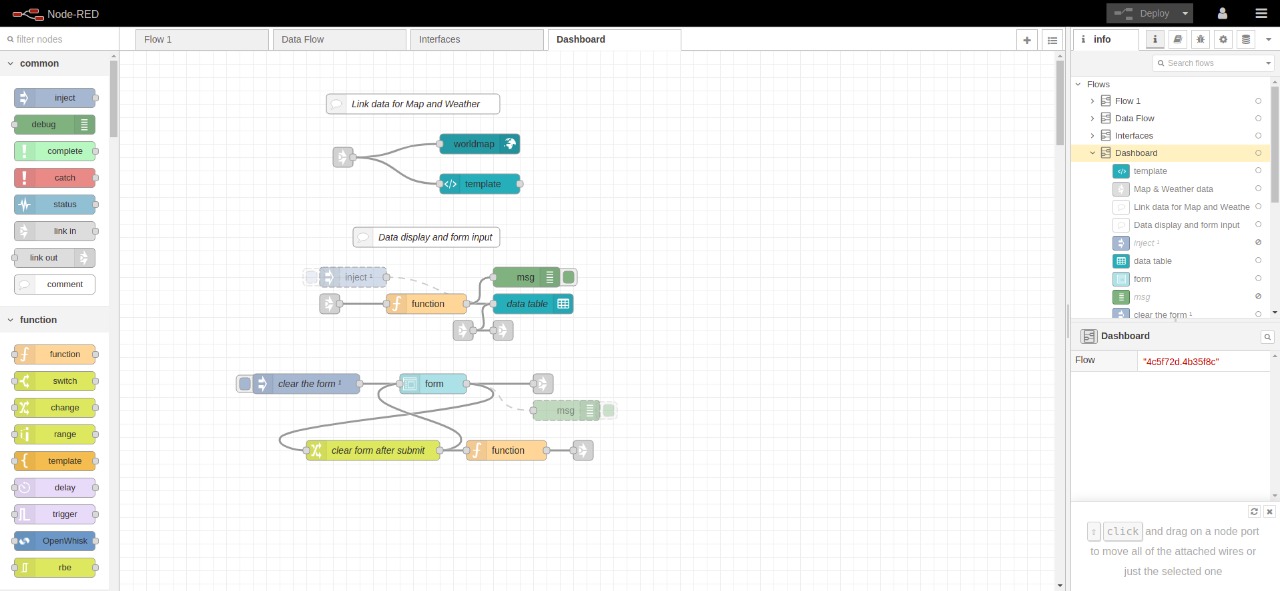 Node-RED
Deploy
filter nodes
Flow 1
Data Flow
Interfaces
Dashboard
i info
Search flows
common
inject
debug
complete
catch
status
link in
link out
comment
function
function
switch
change
range
template
delay
trigger
OpenWhisk
rbe
Link data for Map and Weather
worldmap
template
Data display and form input
inject ¹
msg
function
data table
clear the form ¹
form
msg
clear form after submit
function
Flows
Flow 1
Data Flow
Interfaces
Dashboard
template
Map & Weather data
Link data for Map and Weathe
Data display and form input
inject ¹
data table
form
msg
clear the form ¹
Dashboard
Flow "4c5f72d.4b35f8c"
⇧ click and drag on a node port
to move all of the attached wires or
just the selected one